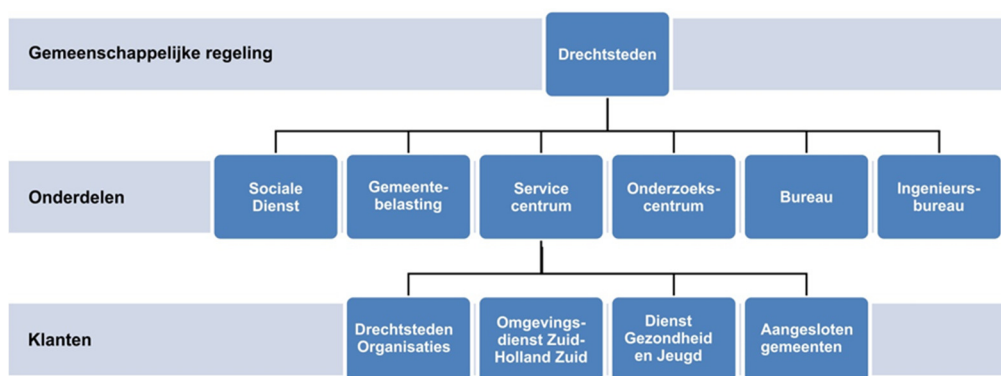 Gemeenschappelijke regeling
Drechtsteden
Onderdelen
Sociale
Dienst
Gemeente-
belasting
Service
centrum
Onderzoeks-
centrum
Bureau
Ingenieurs-
bureau
Klanten
Drechtsteden
Organisaties
Omgevings-
dienst Zuid-
Holland Zuid
Dienst
Gezondheid
en Jeugd
Aangesloten
gemeenten